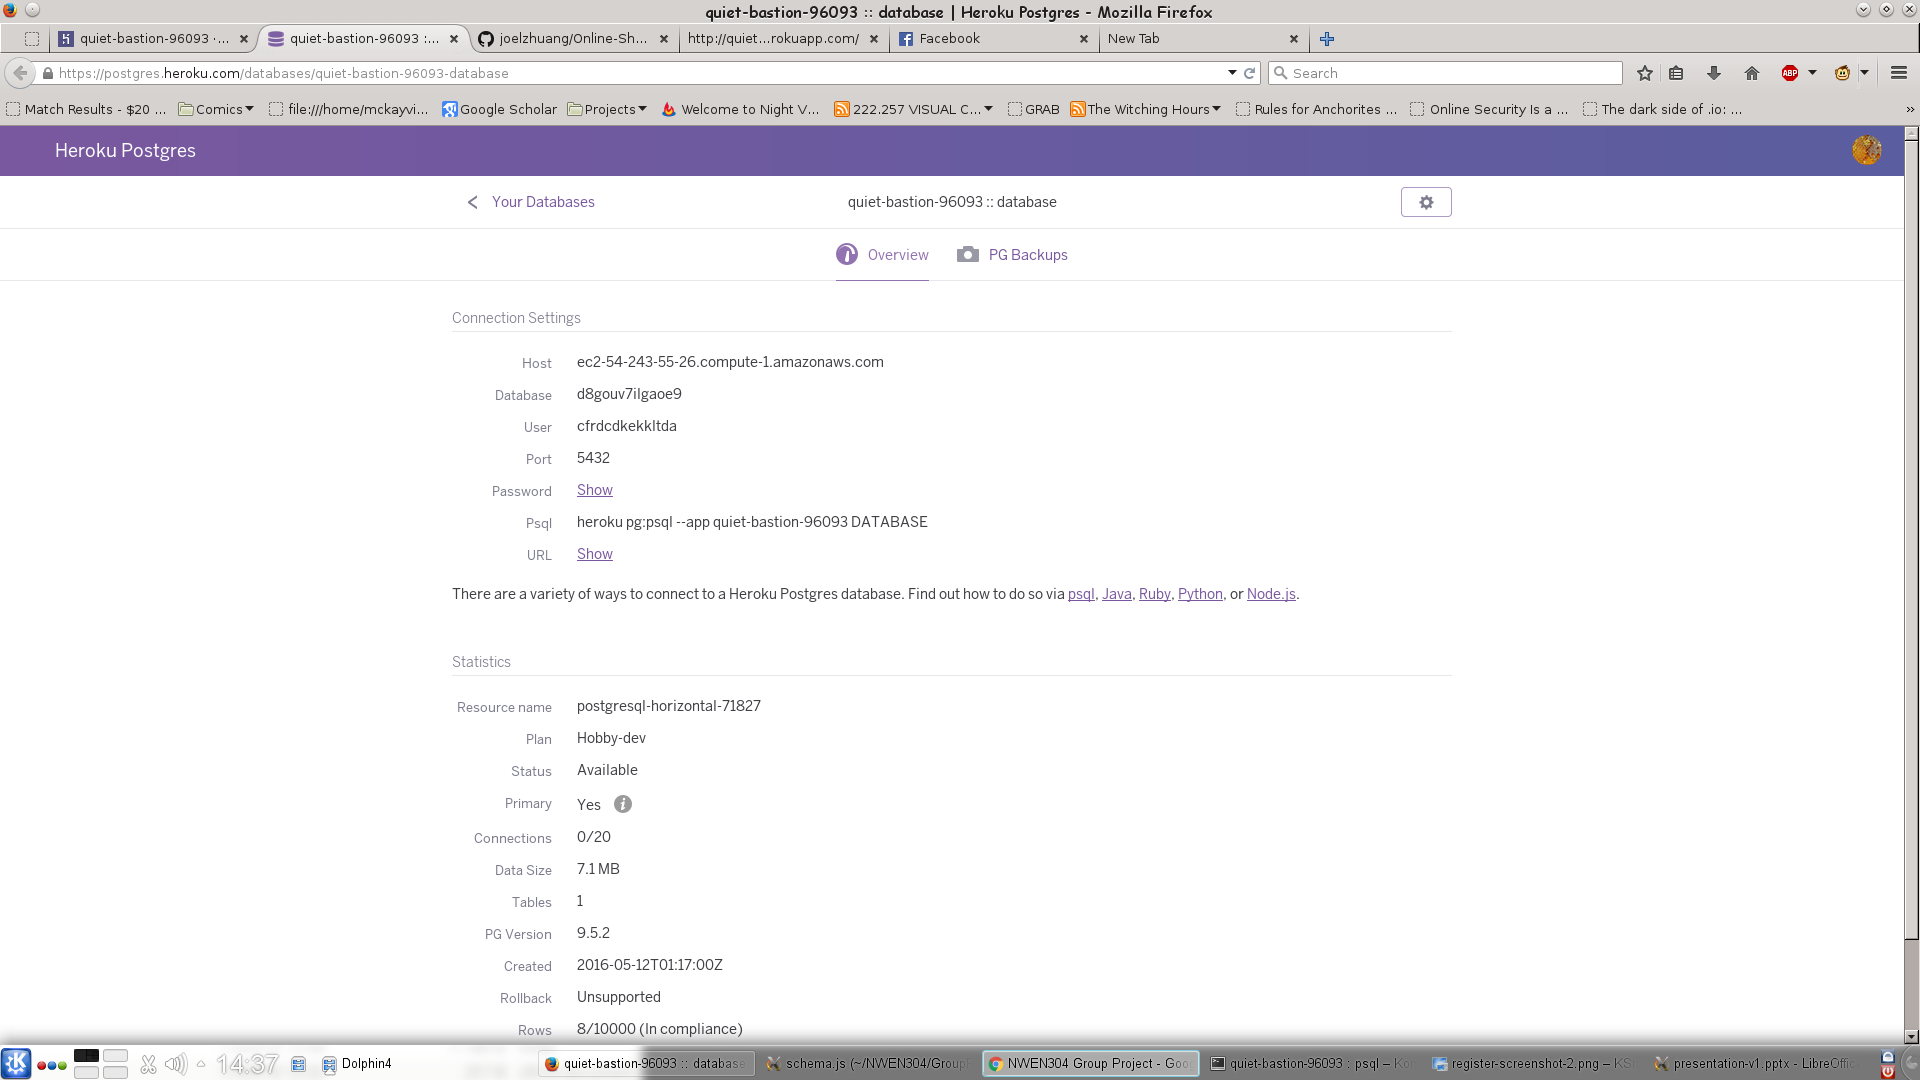 quiet-bastion-96093 :: database | Heroku Postgres - Mozilla Firefox
quiet-bastion-96093 · ...
quiet-bastion-96093 :: ...
joelzhuang/Online-Sh...
http://quiet...rokuapp.com/
Facebook
New Tab
https://postgres.heroku.com/databases/quiet-bastion-96093-database
Search
ABP
Match Results - $20 ...
Comics
file:///home/mckayvi...
Google Scholar
Projects
Welcome to Night V...
222.257 VISUAL C...
GRAB
The Witching Hours
Rules for Anchorites ...
Online Security Is a ...
The dark side of .io: ...
Heroku Postgres
Your Databases
quiet-bastion-96093 :: database
Overview
PG Backups
Connection Settings
Host ec2-54-243-55-26.compute-1.amazonaws.com
Database d8gouv7ilgaoe9
User cfrdcdkekkltda
Port 5432
Password Show
Psql heroku pg:psql --app quiet-bastion-96093 DATABASE
URL Show
There are a variety of ways to connect to a Heroku Postgres database. Find out how to do so via psql, Java, Ruby, Python, or Node.js.
Statistics
Resource name postgresql-horizontal-71827
Plan Hobby-dev
Status Available
Primary Yes
Connections 0/20
Data Size 7.1 MB
Tables 1
PG Version 9.5.2
Created 2016-05-12T01:17:00Z
Rollback Unsupported
Rows 8/10000 (In compliance)
14:37
Dolphin4
quiet-bastion-96093 :: database
schema.js (~/NWEN304/Group
NWEN304 Group Project - Goo
quiet-bastion-96093 : psql – Ko
register-screenshot-2.png – KS
presentation-v1.pptx - LibreOffic